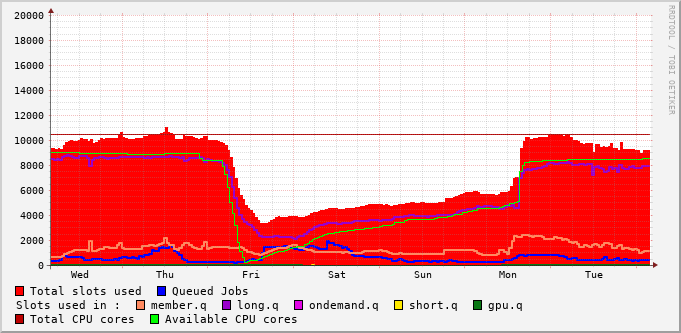 RRDTOOL / TOBI OETIKER
20000
18000
16000
14000
12000
10000
8000
6000
4000
2000
0
Wed Thu Fri Sat Sun Mon Tue
Total slots used Queued Jobs
Slots used in : member.q long.q ondemand.q short.q gpu.q
Total CPU cores Available CPU cores